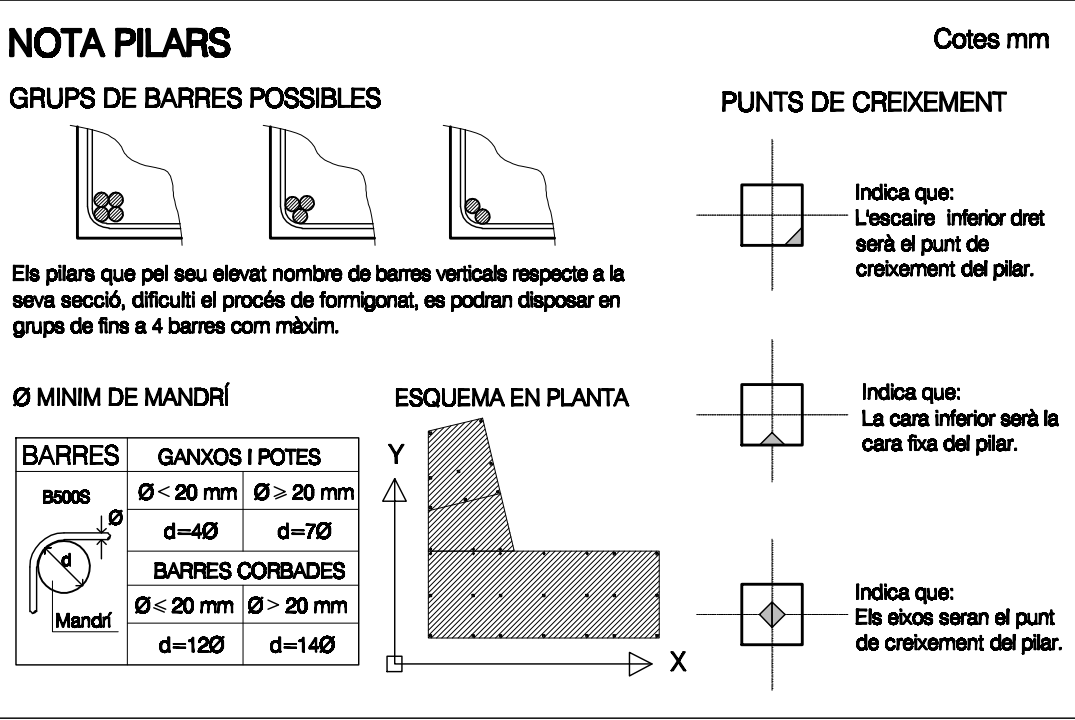 NOTA PILARS
Cotes mm
GRUPS DE BARRES POSSIBLES
Els pilars que pel seu elevat nombre de barres verticals respecte a la
seva secció, dificulti el procés de formigonat, es podran disposar en
grups de fins a 4 barres com màxim.
PUNTS DE CREIXEMENT
Indica que:
L'escaire inferior dret
serà el punt de
creixement del pilar.
Indica que:
La cara inferior serà la
cara fixa del pilar.
Indica que:
Els eixos seran el punt
de creixement del pilar.
Ø MINIM DE MANDRÍ
BARRES
GANXOS I POTES
B500S
Ø < 20 mm
Ø ≥ 20 mm
Ø
d=4Ø
d=7Ø
d
BARRES CORBADES
Ø ≤ 20 mm
Ø > 20 mm
Mandrí
d=12Ø
d=14Ø
ESQUEMA EN PLANTA
Y
X